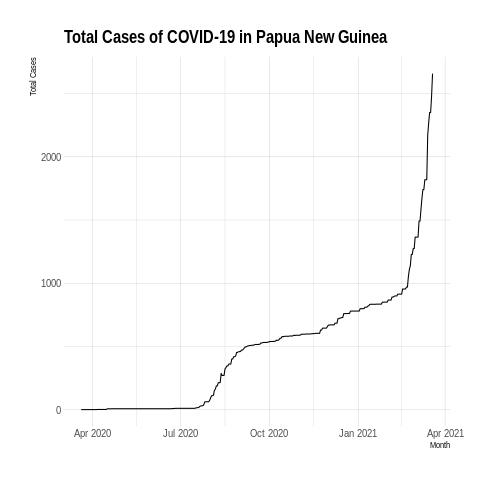 Total Cases of COVID-19 in Papua New Guinea
Total Cases
2000
1000
0
Apr 2020 Jul 2020 Oct 2020 Jan 2021 Apr 2021
Month